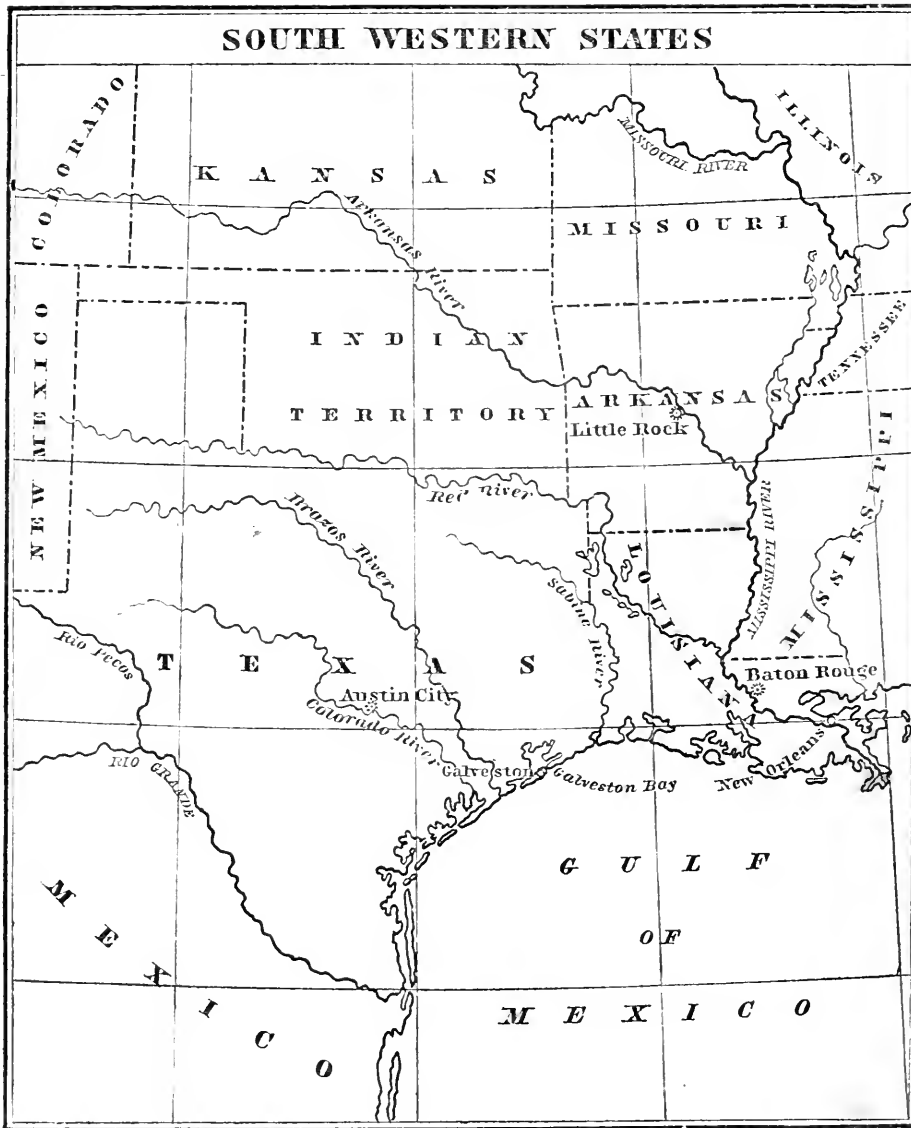 SOUTH WESTERN STATES
COLORADO
KANSAS
Arkansas River
MISSOURI RIVER
ILLINOIS
MISSOURI
NEW MEXICO
INDIAN
TERRITORY
ARKANSAS
Little Rock
TENNESSEE
MISSISSIPPI
Red River
Brazos River
MISSISSIPPI RIVER
LOUISIANA
Sabine River
Rio Pecos
TEXAS
Baton Rouge
Austin City
Colorado River
RIO GRANDE
Galveston
Galveston Bay
New Orleans
GULF
OF
MEXICO
MEXICO